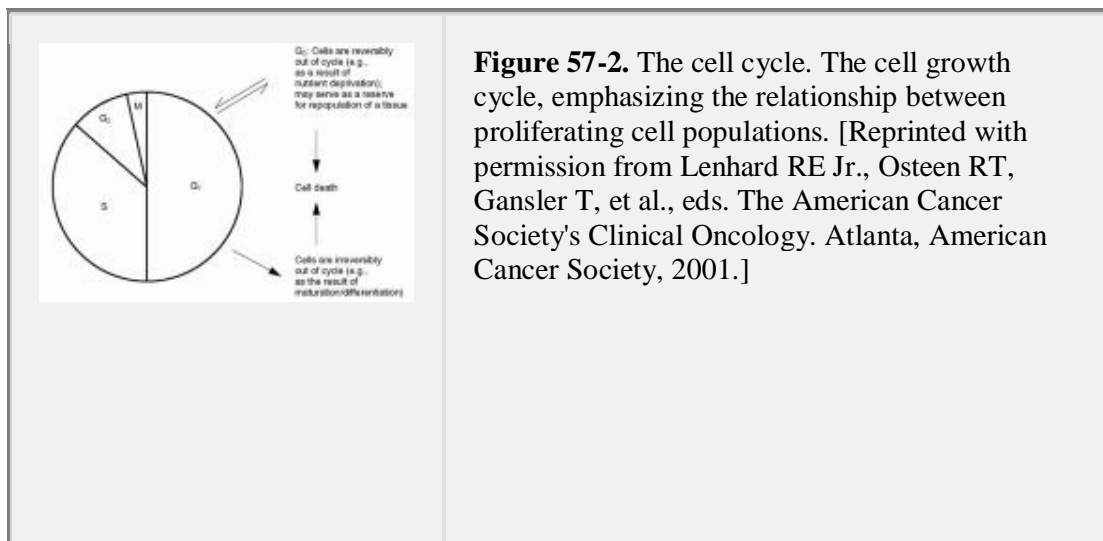 G₀: Cells are reversibly
out of cycle (e.g.,
as a result of
nutrient deprivation);
may serve as a reserve
for repopulation of a tissue
M
G₂
G₁
S
Cell death
Cells are irreversibly
out of cycle (e.g.,
as the result of
maturation/differentiation)
Figure 57-2. The cell cycle. The cell growth
cycle, emphasizing the relationship between
proliferating cell populations. [Reprinted with
permission from Lenhard RE Jr., Osteen RT,
Gansler T, et al., eds. The American Cancer
Society's Clinical Oncology. Atlanta, American
Cancer Society, 2001.]